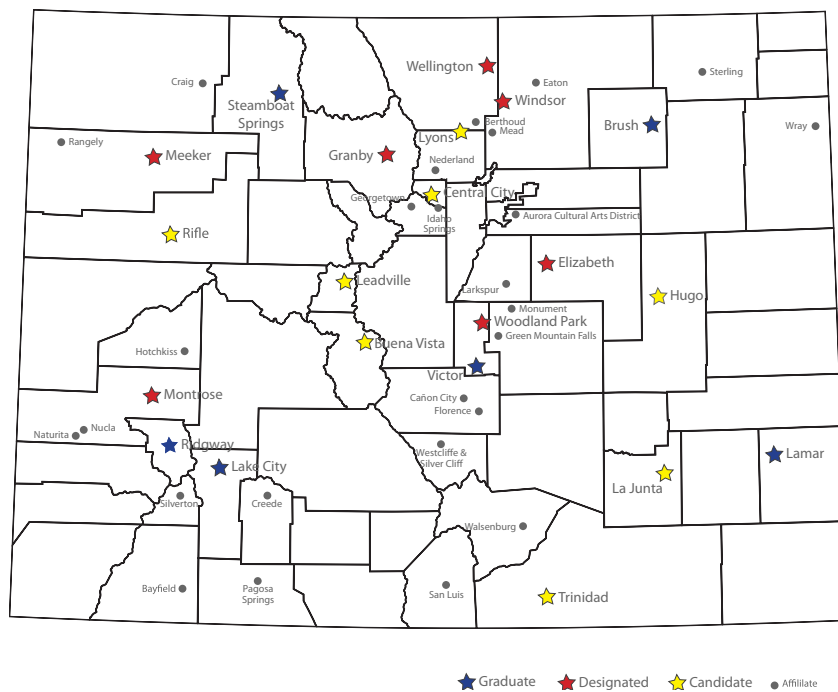 Wellington
Craig
Eaton
Sterling
Steamboat
Springs
Windsor
Berthoud
Brush
Wray
Mead
Lyons
Rangely
Meeker
Granby
Nederland
Central City
Georgetown
Idaho
Springs
Aurora Cultural Arts District
Rifle
Elizabeth
Leadville
Larkspur
Hugo
Monument
Woodland Park
Green Mountain Falls
Buena Vista
Hotchkiss
Victor
Montrose
Cañon City
Florence
Nucla
Naturita
Ridgway
Westcliffe &
Silver Cliff
Lamar
Lake City
La Junta
Silverton
Creede
Walsenburg
Bayfield
Pagosa
Springs
San Luis
Trinidad
Graduate
Designated
Candidate
Affililate